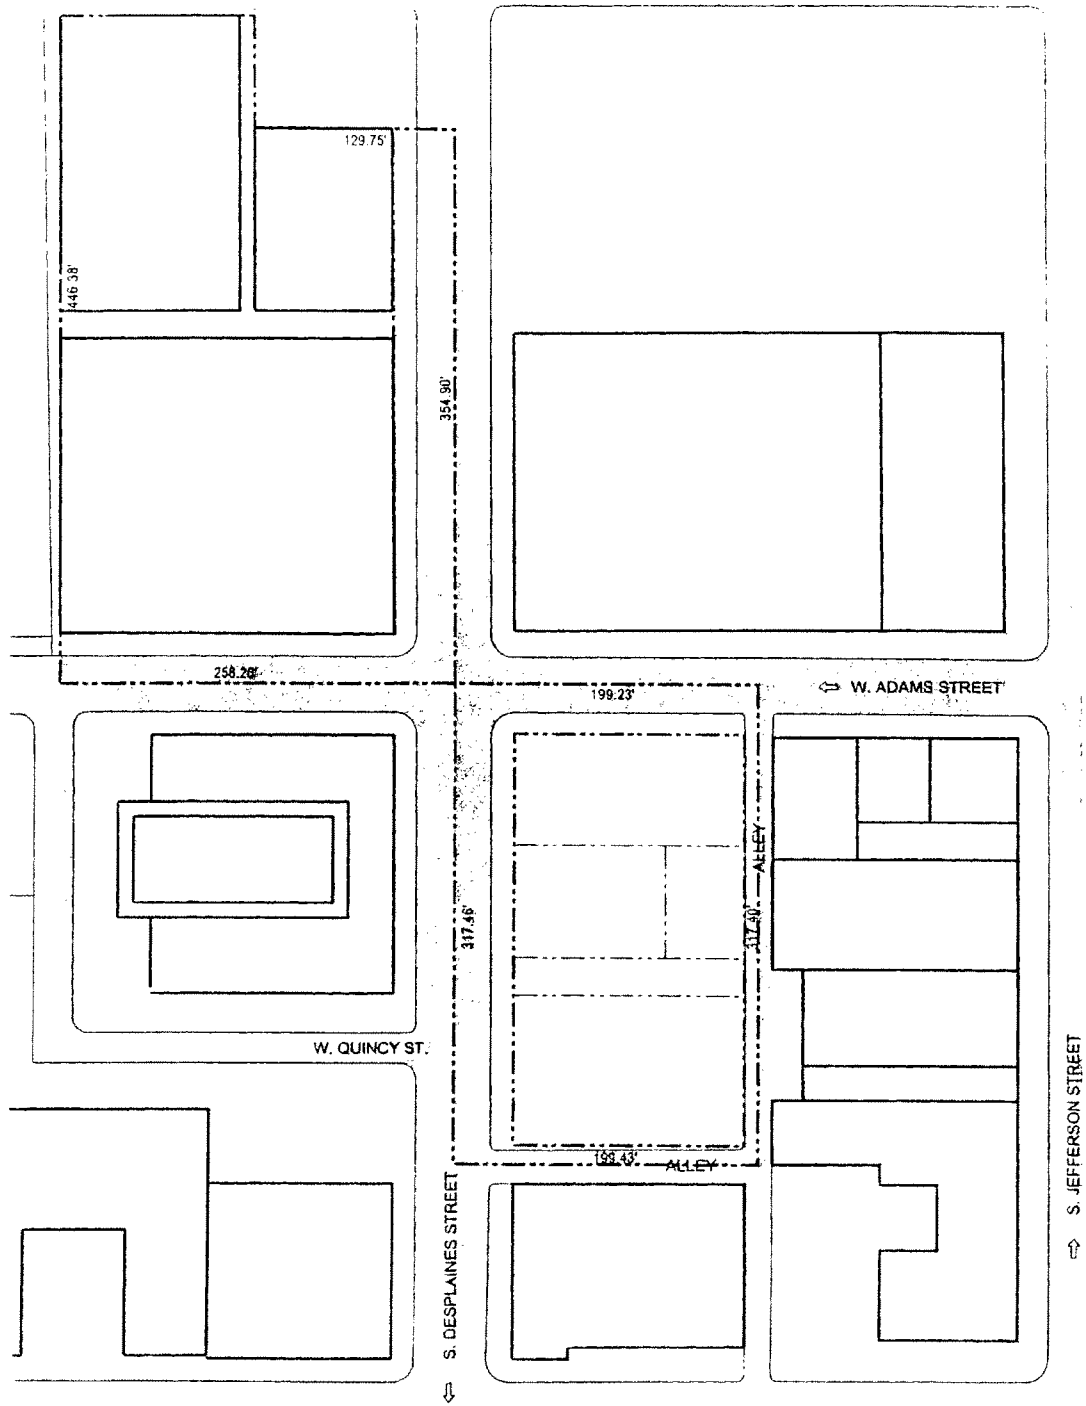 129.75'
446.38'
354.90'
258.26'
199.23'
⇦ W. ADAMS STREET
ALLEY
317.46'
317.40'
W. QUINCY ST.
199.43'
ALLEY
S. DESPLAINES STREET
S. JEFFERSON STREET